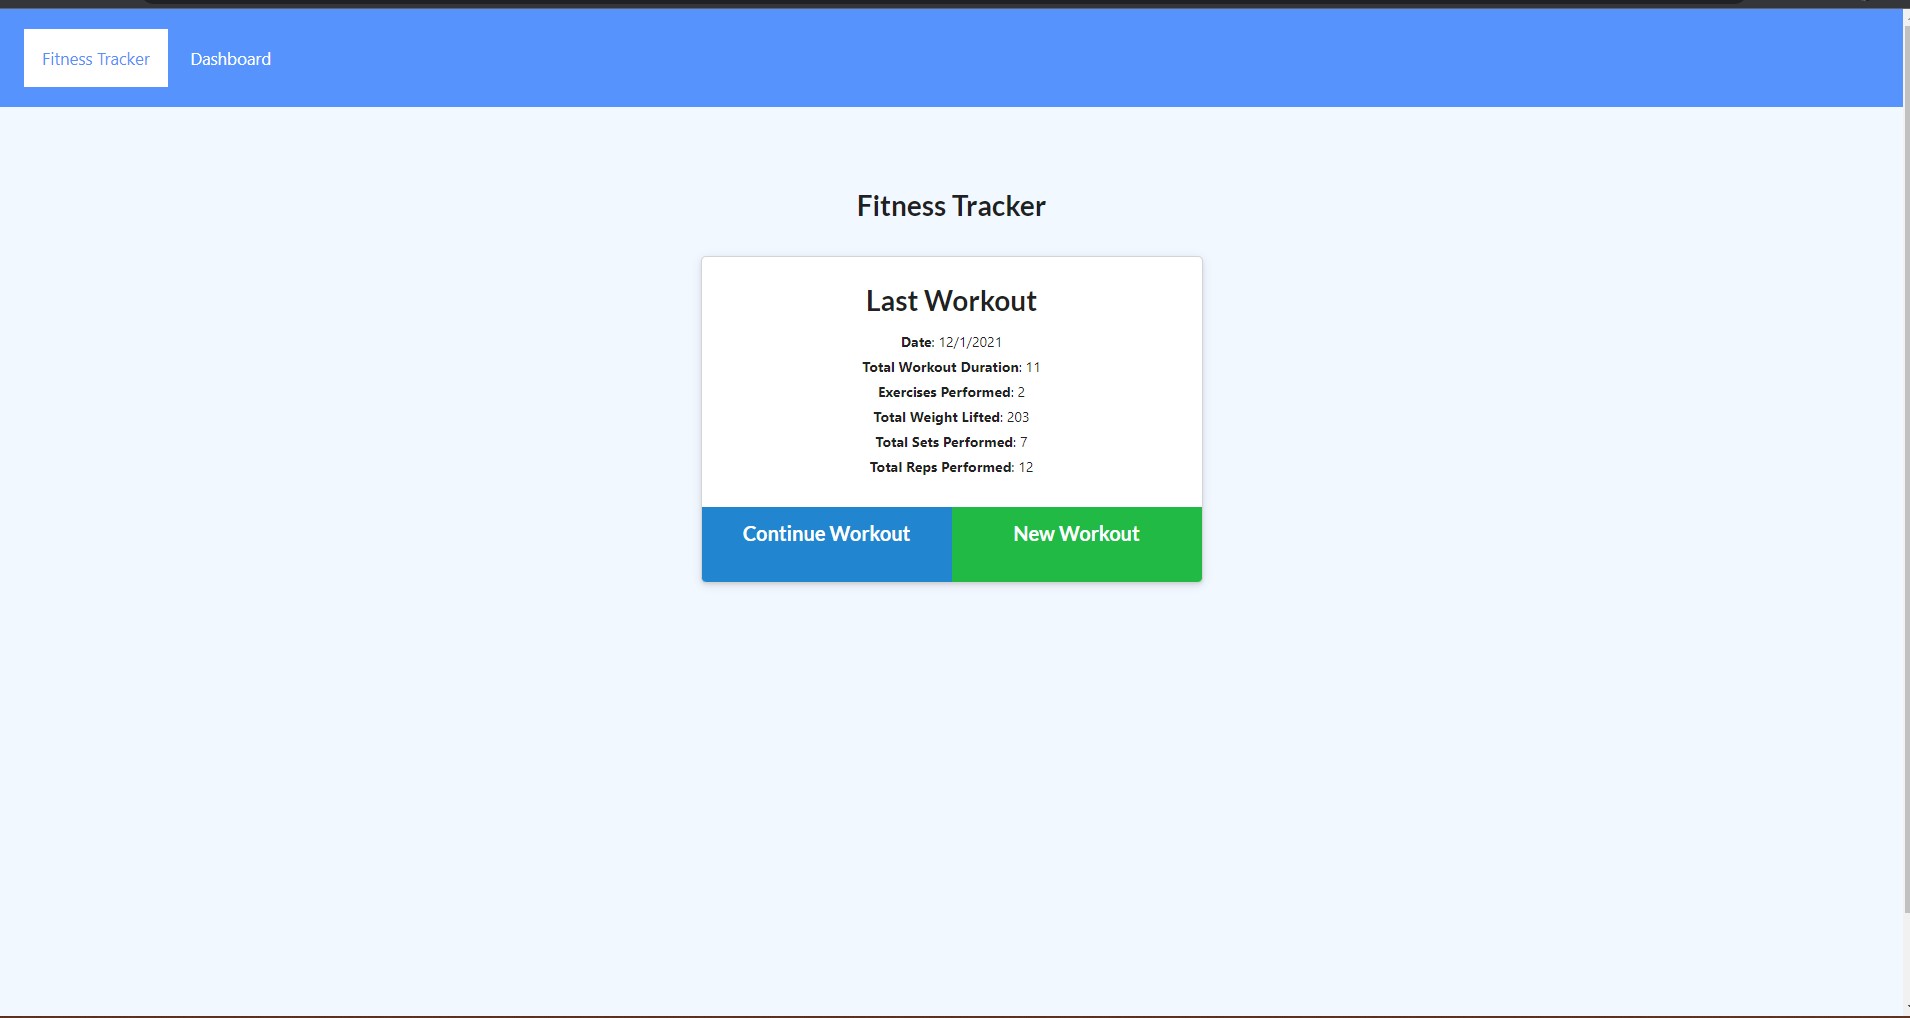 Fitness Tracker Dashboard
Fitness Tracker
Last Workout
Date: 12/1/2021
Total Workout Duration: 11
Exercises Performed: 2
Total Weight Lifted: 203
Total Sets Performed: 7
Total Reps Performed: 12
Continue Workout New Workout